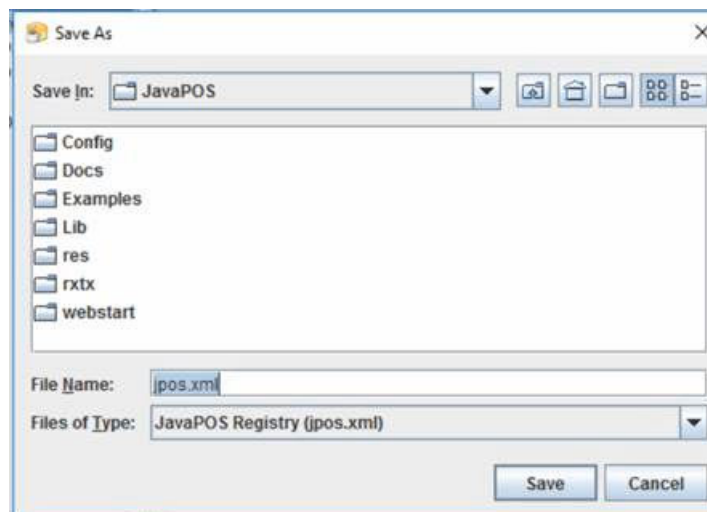 Save As
Save In: JavaPOS
Config
Docs
Examples
Lib
res
rxtx
webstart
File Name: jpos.xml
Files of Type: JavaPOS Registry (jpos.xml)
Save Cancel